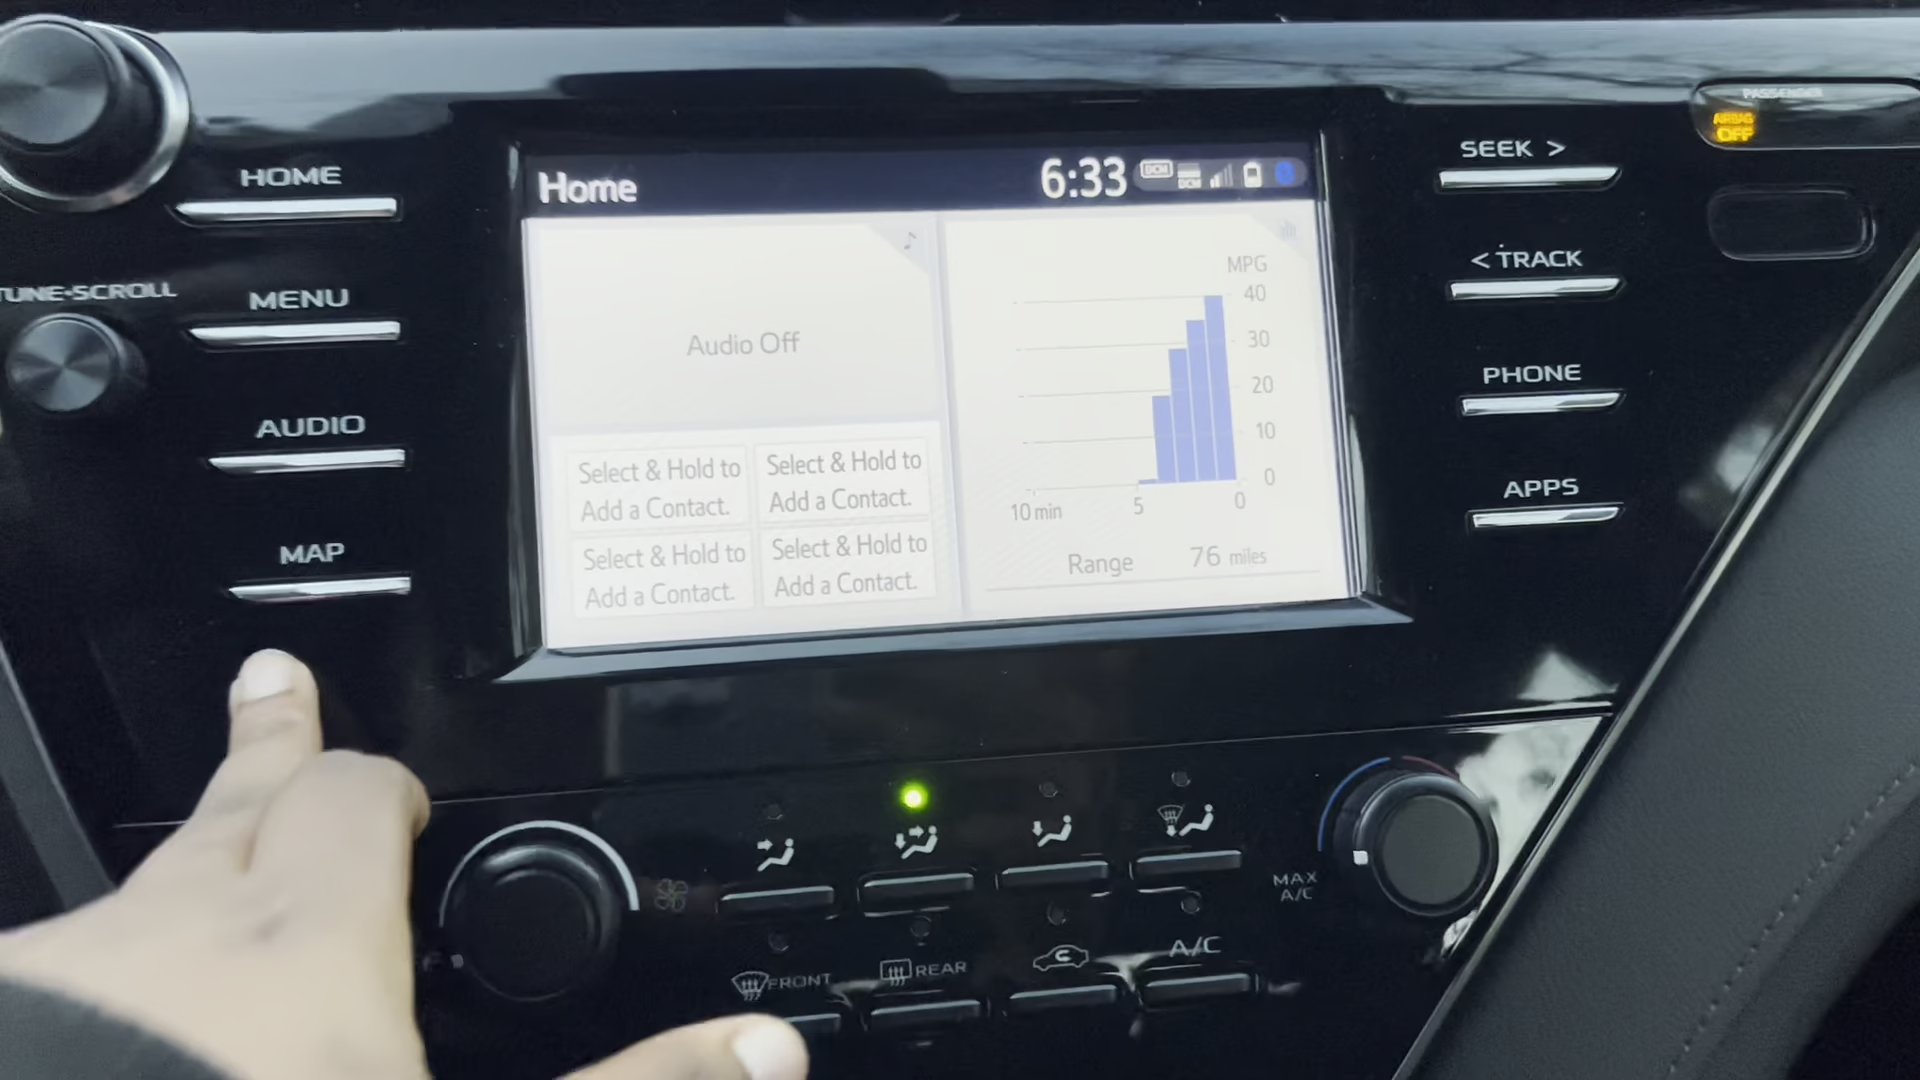 HOME
TUNE•SCROLL
MENU
AUDIO
MAP
Home
6:33
DCM
DCM
Audio Off
Select & Hold to
Add a Contact.
Select & Hold to
Add a Contact.
Select & Hold to
Add a Contact.
Select & Hold to
Add a Contact.
MPG
40
30
20
10
0
10 min
5
0
Range 76 miles
SEEK >
< TRACK
PHONE
APPS
PASSENGER
AIRBAG
OFF
MAX
A/C
FRONT
REAR
A/C